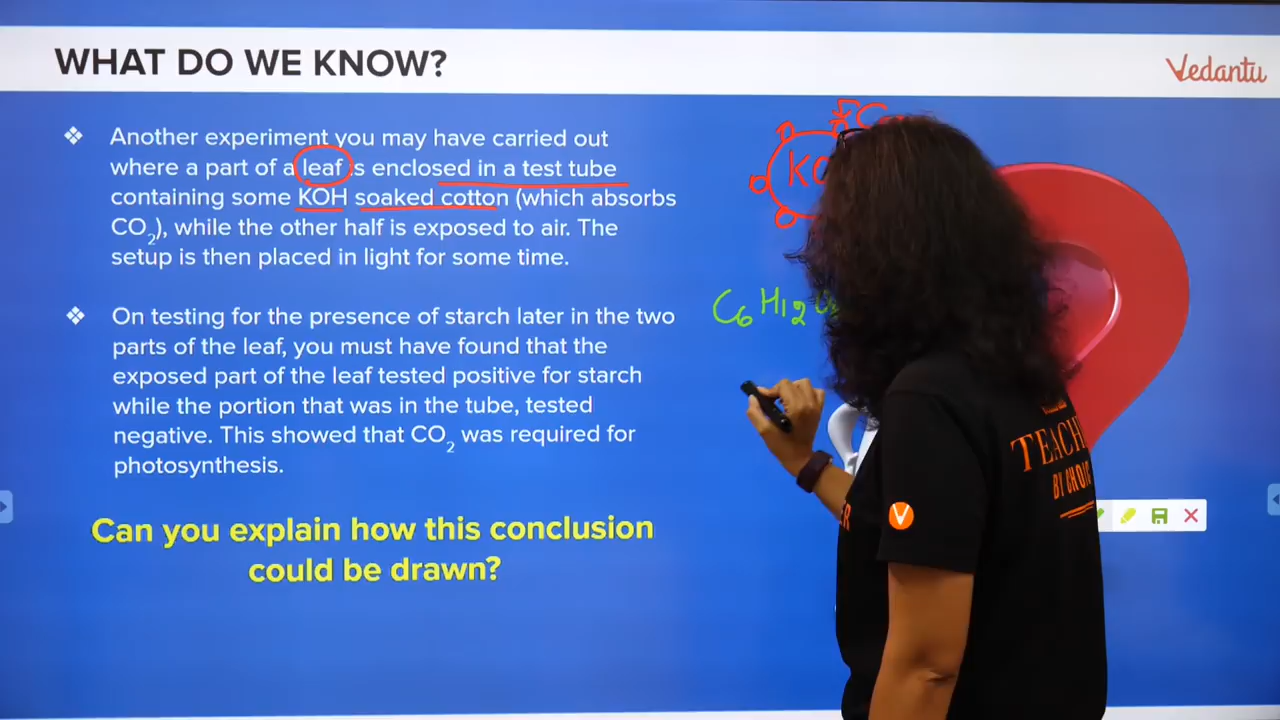 WHAT DO WE KNOW?
Vedantu
❖ Another experiment you may have carried out
where a part of a leaf is enclosed in a test tube
containing some KOH soaked cotton (which absorbs
CO₂), while the other half is exposed to air. The
setup is then placed in light for some time.
❖ On testing for the presence of starch later in the two
parts of the leaf, you must have found that the
exposed part of the leaf tested positive for starch
while the portion that was in the tube, tested
negative. This showed that CO₂ was required for
photosynthesis.
Can you explain how this conclusion
could be drawn?
C₆H₁₂
TEACH
BY CHOIC